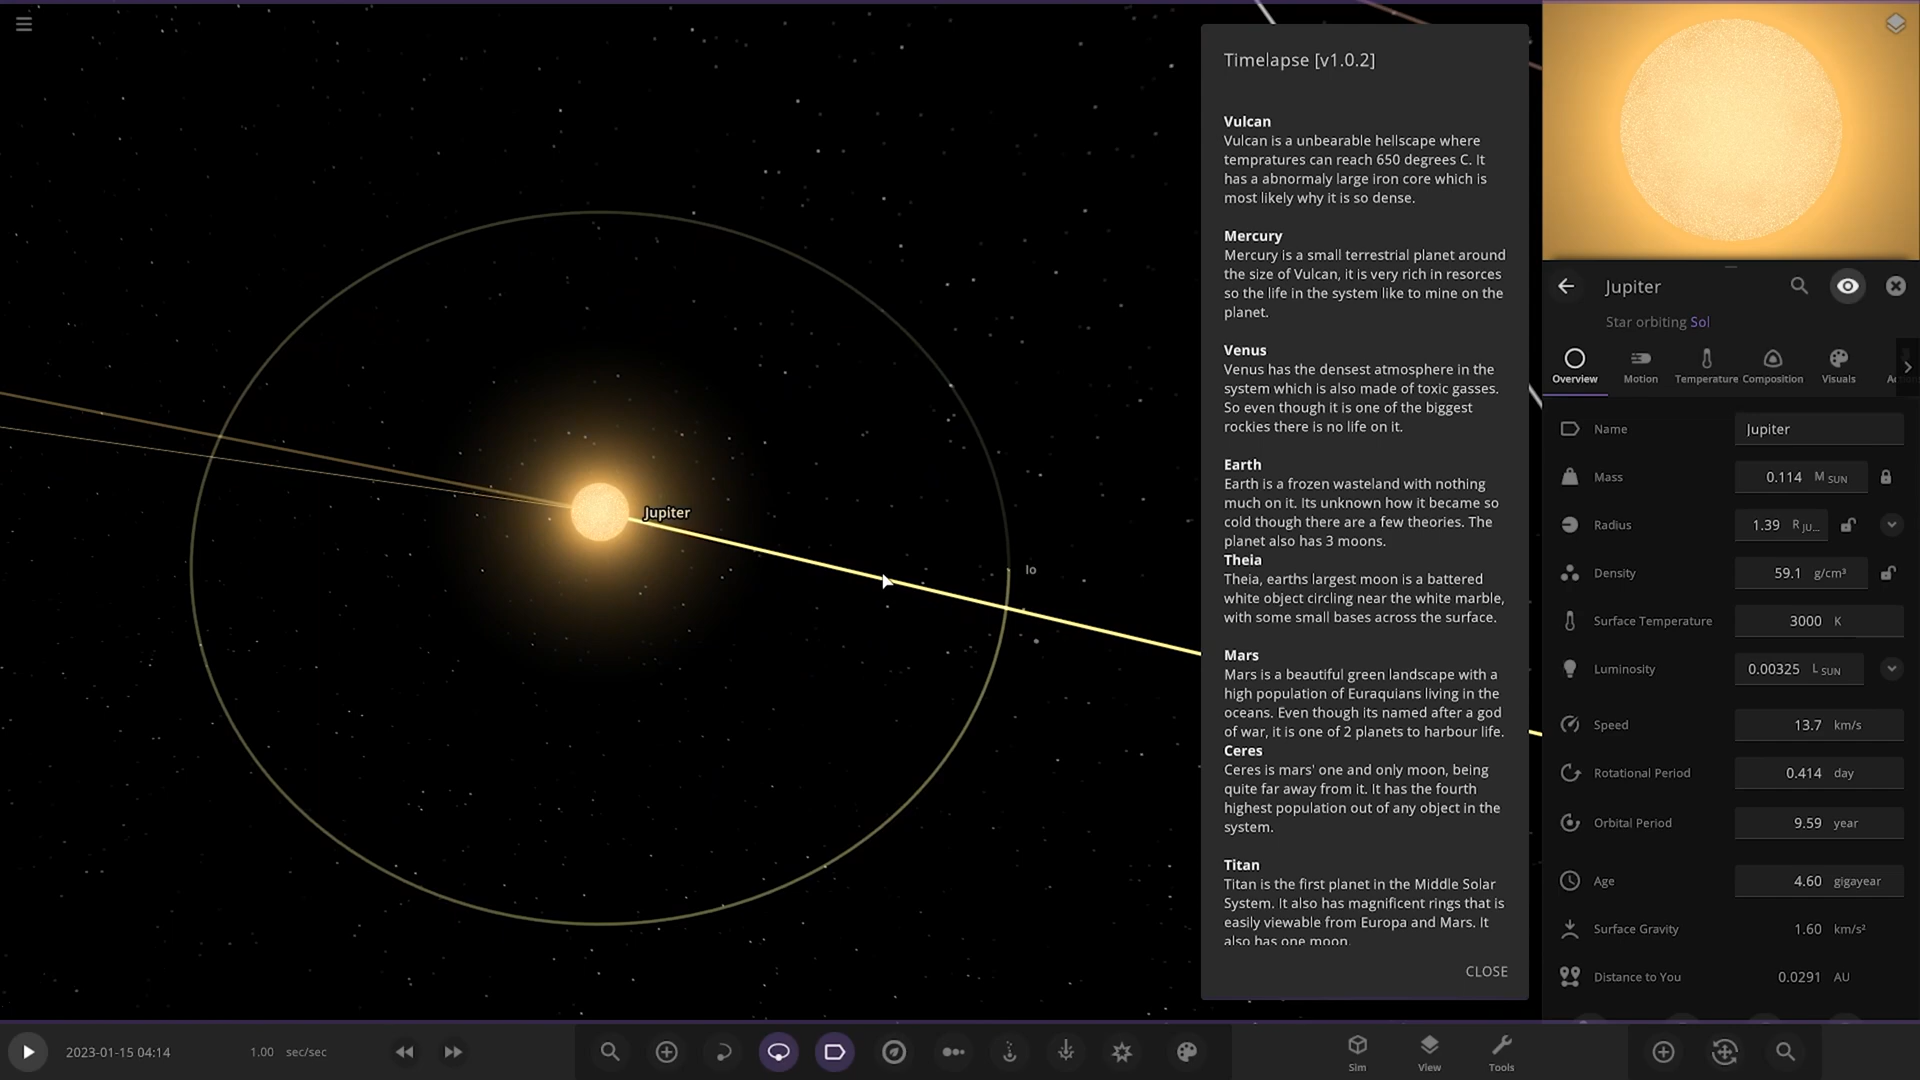 Timelapse [v1.0.2]
Vulcan
Vulcan is a unbearable hellscape where
tempratures can reach 650 degrees C. It
has a abnormaly large iron core which is
most likely why it is so dense.
Mercury
Mercury is a small terrestrial planet around
the size of Vulcan, it is very rich in resorces
so the life in the system like to mine on the
planet.
Venus
Venus has the densest atmosphere in the
system which is also made of toxic gasses.
So even though it is one of the biggest
rockies there is no life on it.
Earth
Earth is a frozen wasteland with nothing
much on it. Its unknown how it became so
cold though there are a few theories. The
planet also has 3 moons.
Theia
Theia, earths largest moon is a battered
white object circling near the white marble,
with some small bases across the surface.
Mars
Mars is a beautiful green landscape with a
high population of Euraquians living in the
oceans. Even though its named after a god
of war, it is one of 2 planets to harbour life.
Ceres
Ceres is mars' one and only moon, being
quite far away from it. It has the fourth
highest population out of any object in the
system.
Titan
Titan is the first planet in the Middle Solar
System. It also has magnificent rings that is
easily viewable from Europa and Mars. It
also has one moon.
CLOSE
Jupiter
Io
Jupiter
Star orbiting Sol
Overview Motion Temperature Composition Visuals
Name Jupiter
Mass 0.114 M SUN
Radius 1.39 R JU...
Density 59.1 g/cm³
Surface Temperature 3000 K
Luminosity 0.00325 L SUN
Speed 13.7 km/s
Rotational Period 0.414 day
Orbital Period 9.59 year
Age 4.60 gigayear
Surface Gravity 1.60 km/s²
Distance to You 0.0291 AU
2023-01-15 04:14 1.00 sec/sec
Sim View Tools